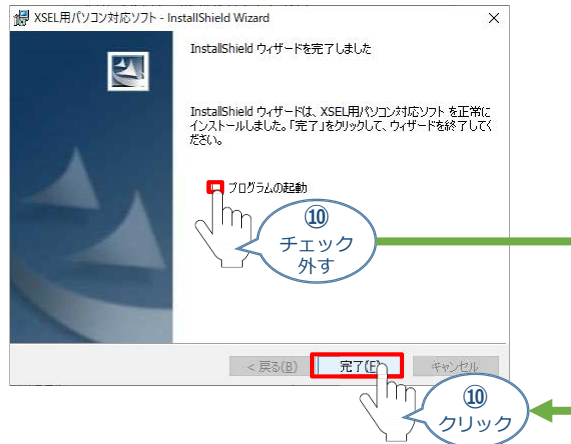 XSEL用パソコン対応ソフト - InstallShield Wizard
InstallShield ウィザードを完了しました
InstallShield ウィザードは、XSEL用パソコン対応ソフト を正常に
インストールしました。「完了」をクリックして、ウィザードを終了してく
ださい。
プログラムの起動
⑩
チェック
外す
< 戻る(B)
完了(F)
キャンセル
⑩
クリック